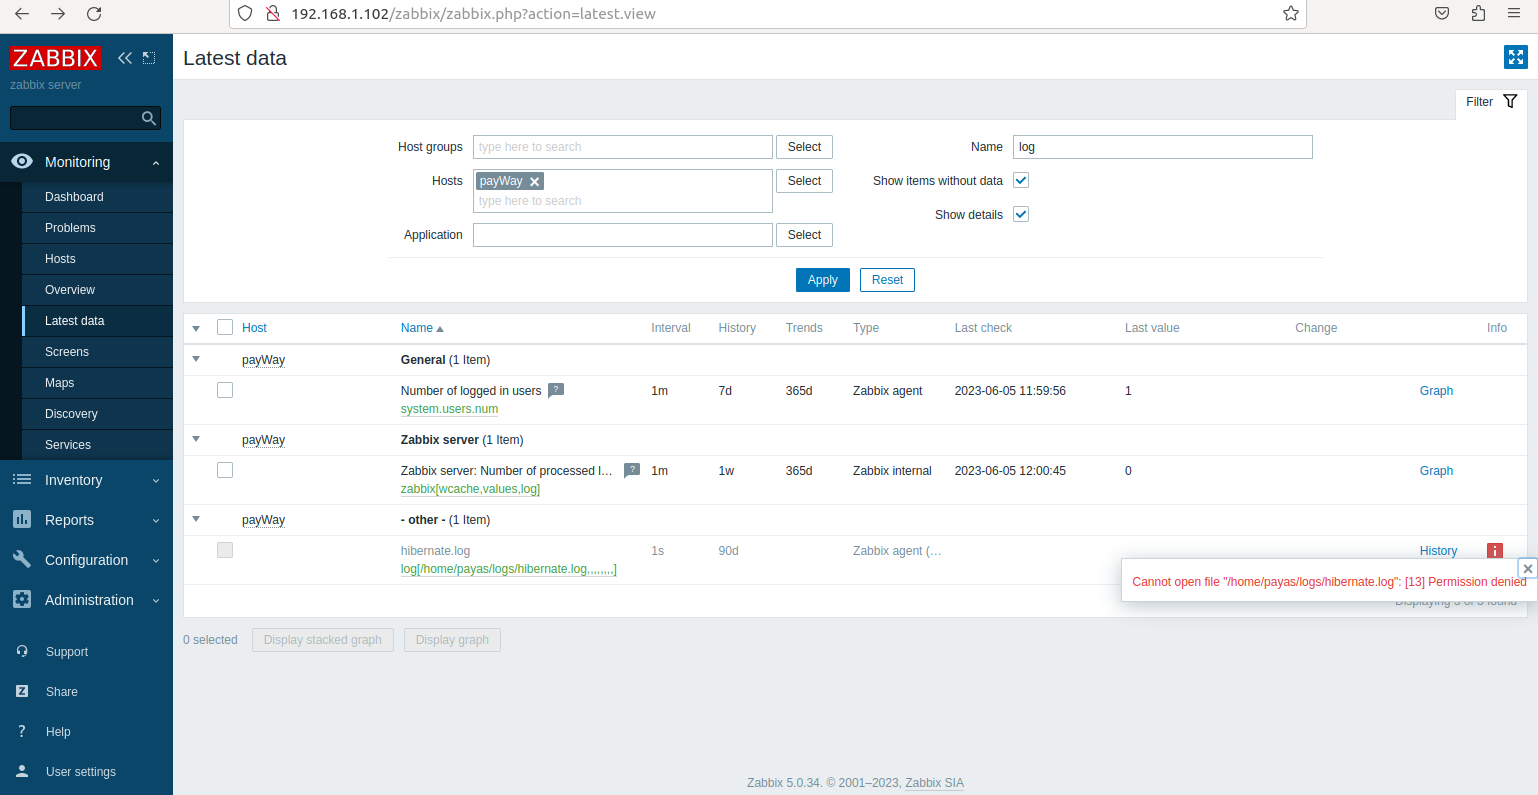 192.168.1.102/zabbix/zabbix.php?action=latest.view
ZABBIX
zabbix server
Monitoring
Dashboard
Problems
Hosts
Overview
Latest data
Screens
Maps
Discovery
Services
Inventory
Reports
Configuration
Administration
Support
Z Share
? Help
User settings
Latest data
Filter
Host groups type here to search Select
Name log
Hosts payWay type here to search Select
Show items without data
Show details
Application Select
Apply Reset
Host Name Interval History Trends Type Last check Last value Change Info
payWay General (1 Item)
Number of logged in users ? 1m 7d 365d Zabbix agent 2023-06-05 11:59:56 1 Graph
system.users.num
payWay Zabbix server (1 Item)
Zabbix server: Number of processed l… ? 1m 1w 365d Zabbix internal 2023-06-05 12:00:45 0 Graph
zabbix[wcache,values,log]
payWay - other - (1 Item)
hibernate.log 1s 90d Zabbix agent (… History i
log[/home/payas/logs/hibernate.log,,,,,,,,]
Cannot open file "/home/payas/logs/hibernate.log": [13] Permission denied
Displaying 3 of 3 found
0 selected Display stacked graph Display graph
Zabbix 5.0.34. © 2001–2023, Zabbix SIA